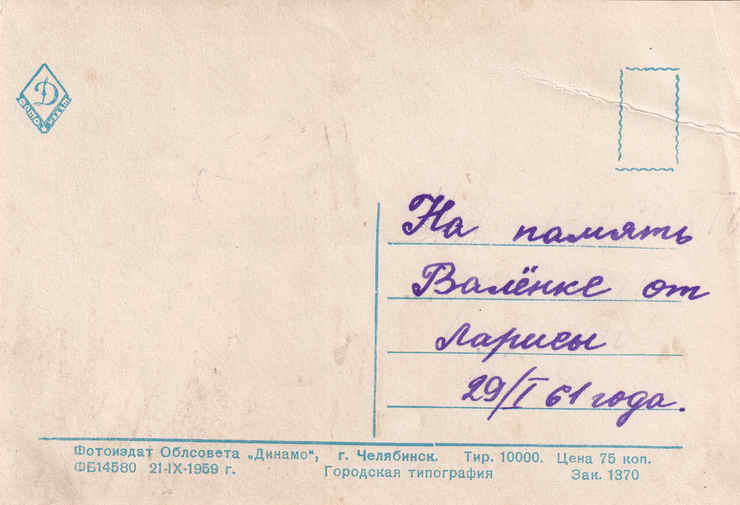 Д
На память
Валёнке от
Ларисы
29/I 61 года.
Фотоиздат Облсовета „Динамо“, г. Челябинск. Тир. 10000. Цена 75 коп.
ФБ14580 21-IX-1959 г. Городская типография Зак. 1370